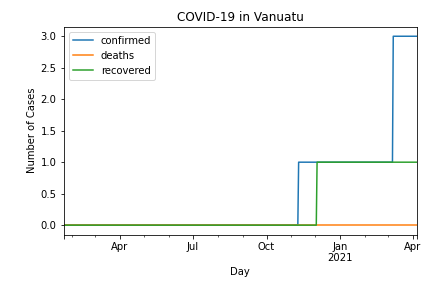 COVID-19 in Vanuatu
confirmed
deaths
recovered
Number of Cases
3.0
2.5
2.0
1.5
1.0
0.5
0.0
Apr
Jul
Oct
Jan
2021
Apr
Day